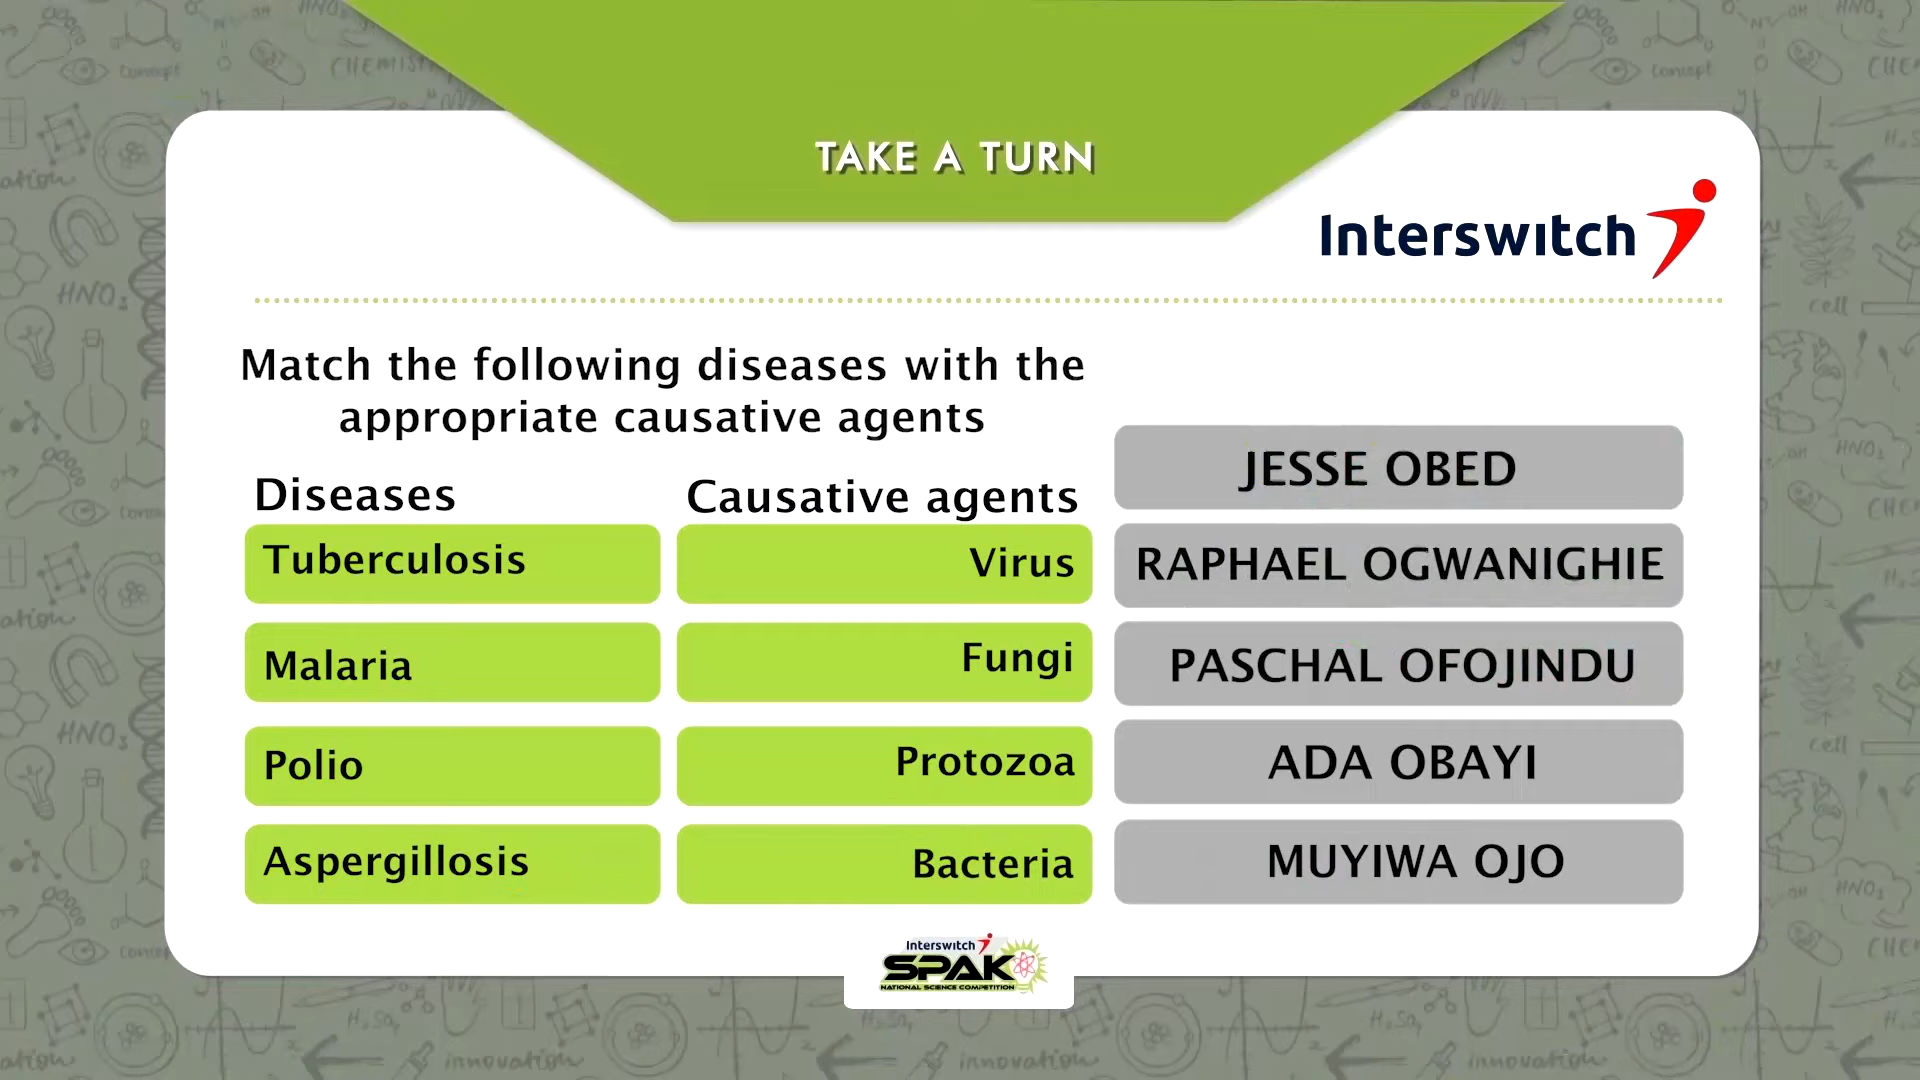 TAKE A TURN
Interswitch
Match the following diseases with the
appropriate causative agents
Diseases
Causative agents
Tuberculosis
Virus
Malaria
Fungi
Polio
Protozoa
Aspergillosis
Bacteria
JESSE OBED
RAPHAEL OGWANIGHIE
PASCHAL OFOJINDU
ADA OBAYI
MUYIWA OJO
Interswitch
SPAK
NATIONAL SCIENCE COMPETITION